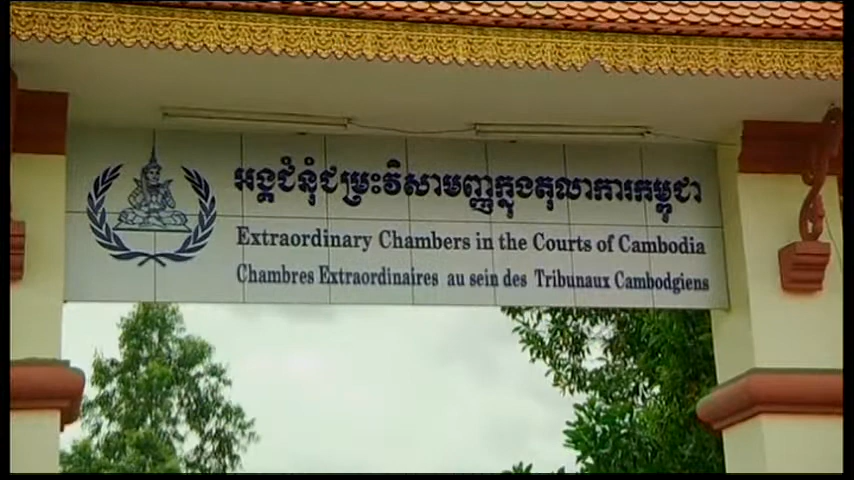 អង្គជំនុំជម្រះវិសាមញ្ញក្នុងតុលាការកម្ពុជា
Extraordinary Chambers in the Courts of Cambodia
Chambres Extraordinaires au sein des Tribunaux Cambodgiens